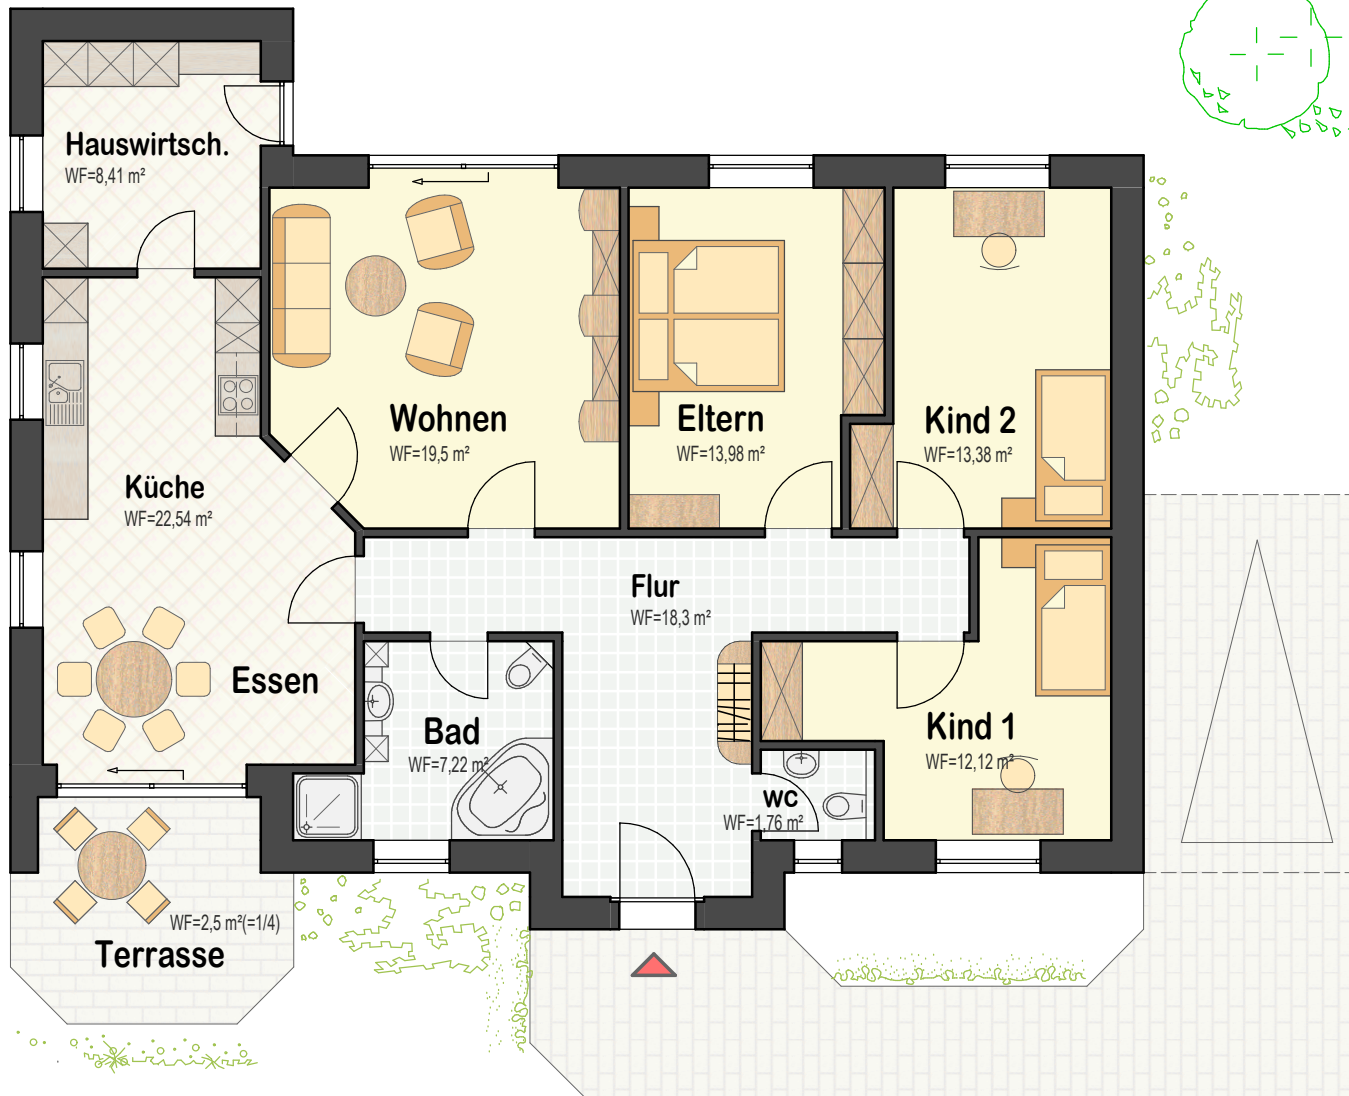 Hauswirtsch.
WF=8,41 m²
Wohnen
WF=19,5 m²
Eltern
WF=13,98 m²
Kind 2
WF=13,38 m²
Küche
WF=22,54 m²
Flur
WF=18,3 m²
Essen
Bad
WF=7,22 m²
Kind 1
WF=12,12 m²
WC
WF=1,76 m²
WF=2,5 m²(=1/4)
Terrasse